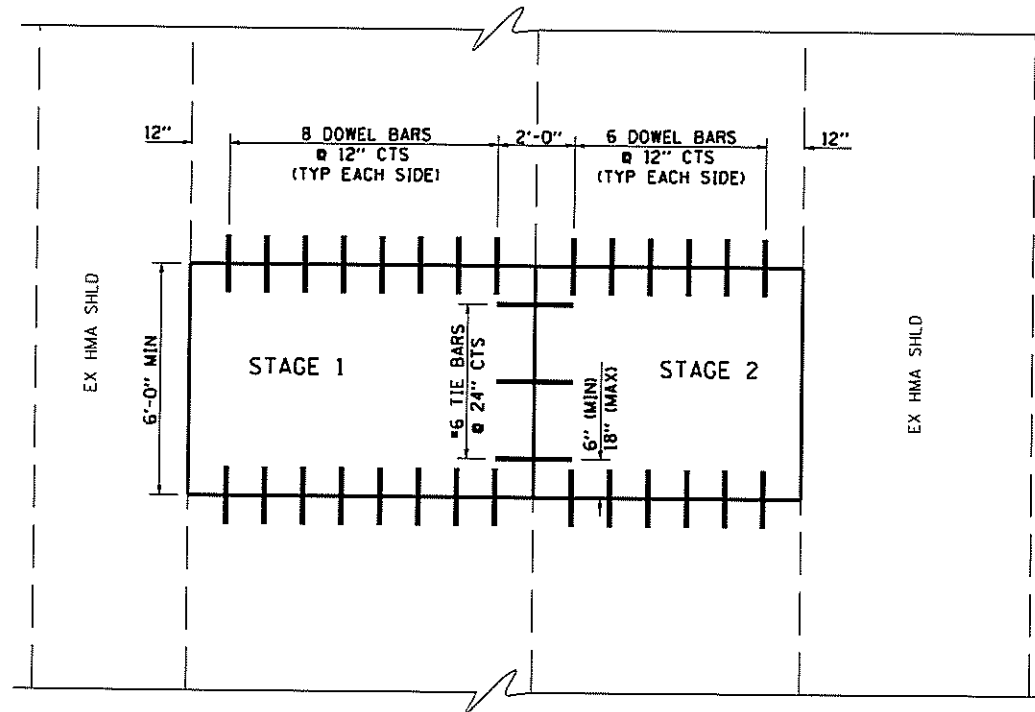 12"
8 DOWEL BARS
@ 12" CTS
(TYP EACH SIDE)
2'-0"
6 DOWEL BARS
@ 12" CTS
(TYP EACH SIDE)
12"
EX HMA SHLD
6'-0" MIN
STAGE 1
#6 TIE BARS
@ 24" CTS
6" (MIN)
18" (MAX)
STAGE 2
EX HMA SHLD